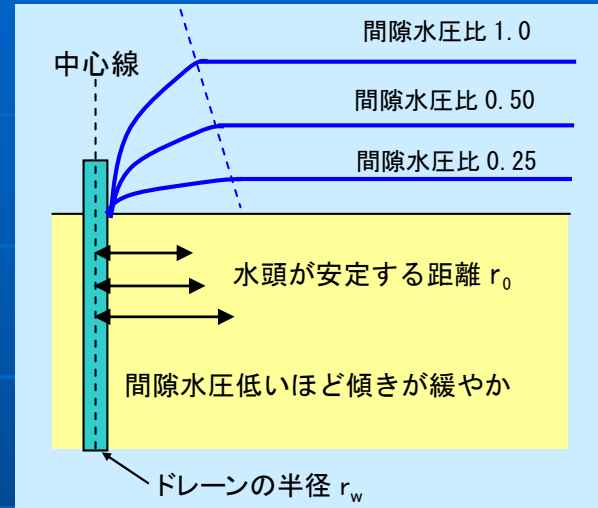 間隙水圧比 1.0
中心線
間隙水圧比 0.50
間隙水圧比 0.25
水頭が安定する距離 r₀
間隙水圧低いほど傾きが緩やか
ドレーンの半径 r_w